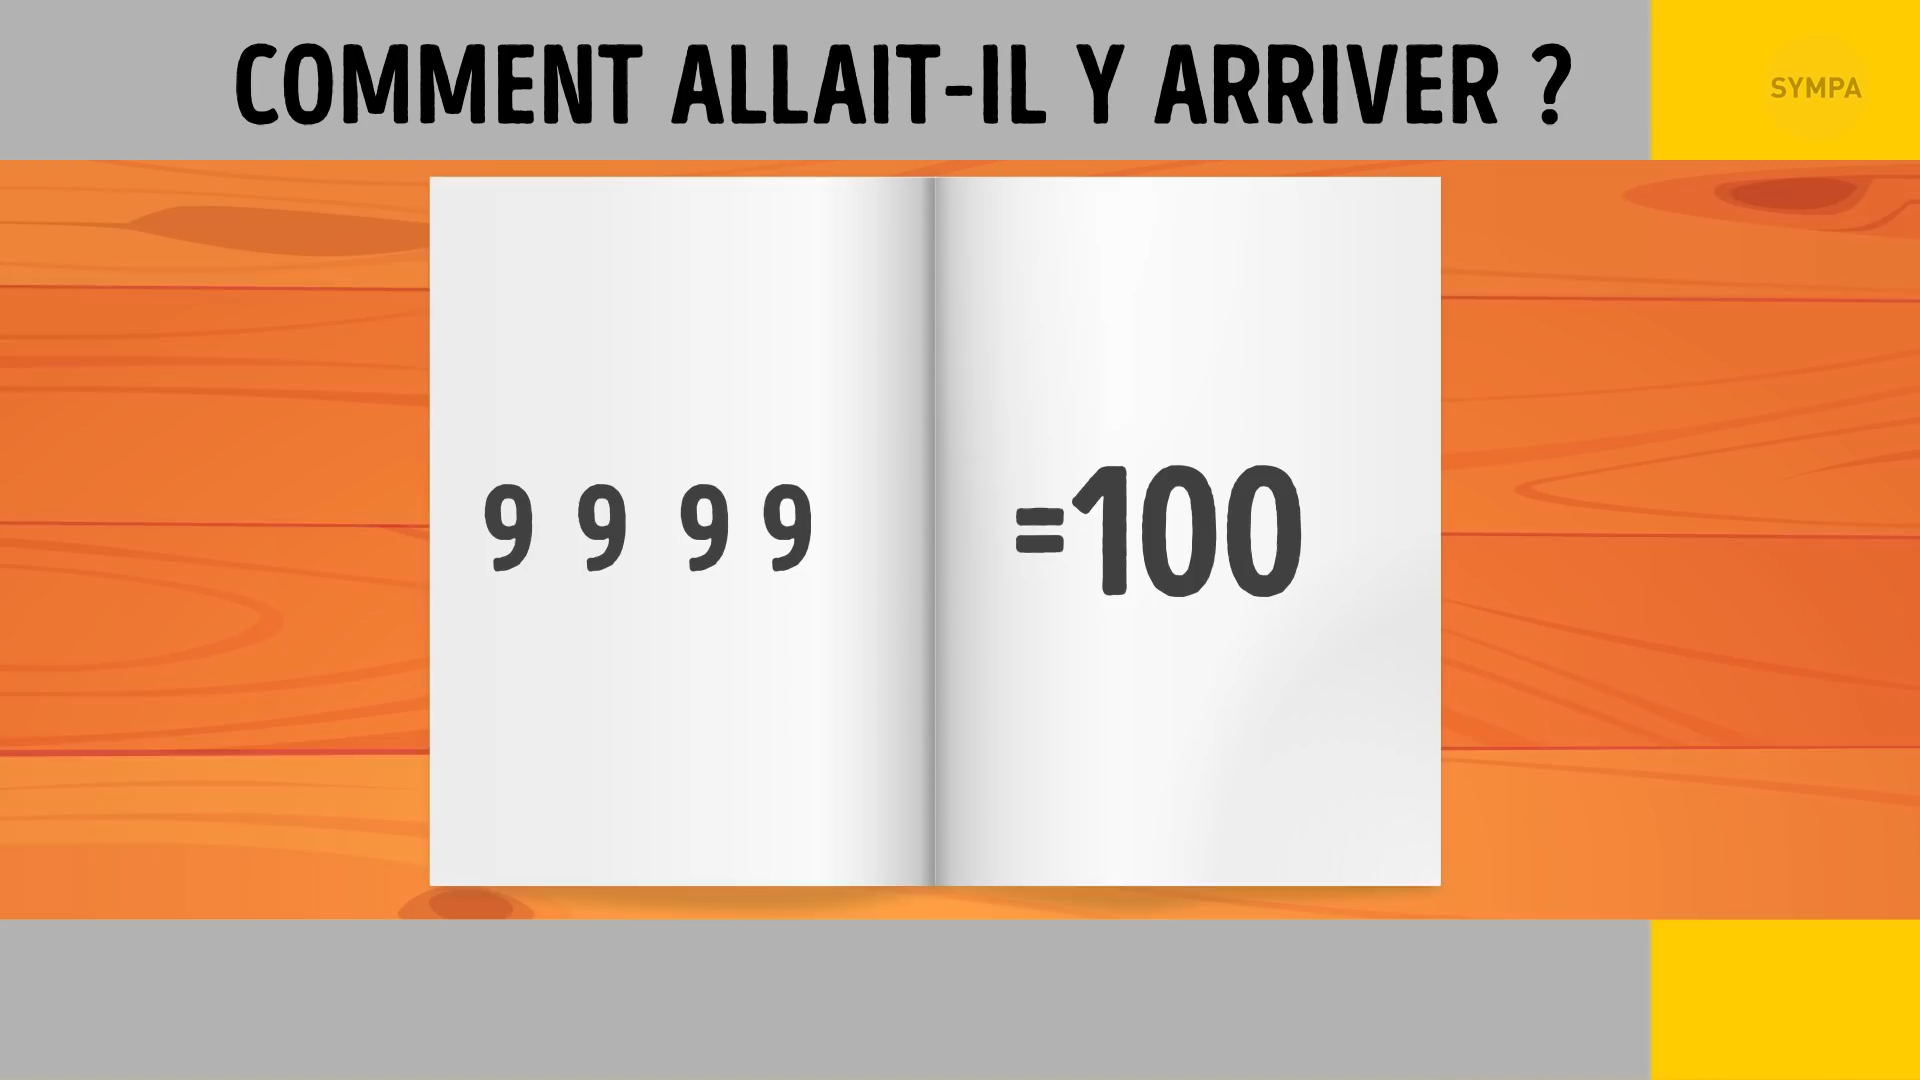 COMMENT ALLAIT-IL Y ARRIVER ?
SYMPA
9 9 9 9 =100